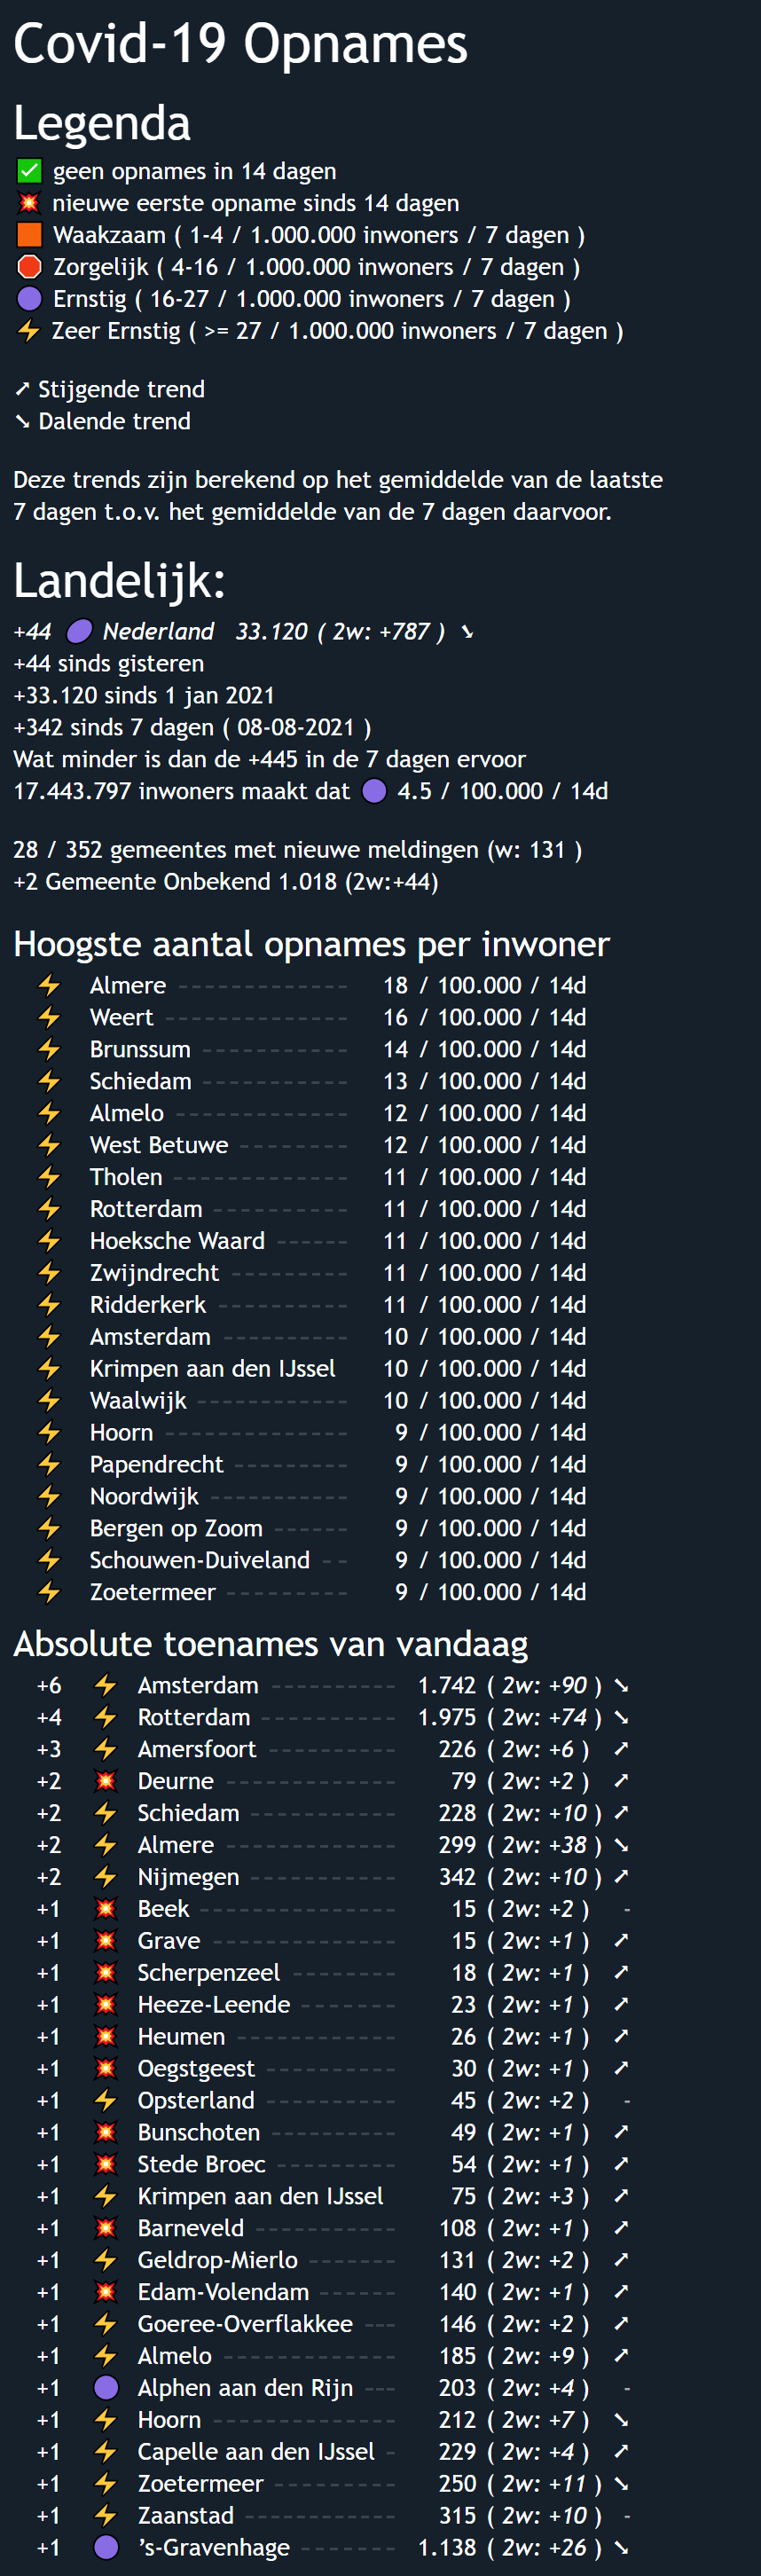 Covid-19 Opnames
Legenda
✅ geen opnames in 14 dagen
💥 nieuwe eerste opname sinds 14 dagen
🟧 Waakzaam ( 1-4 / 1.000.000 inwoners / 7 dagen )
🛑 Zorgelijk ( 4-16 / 1.000.000 inwoners / 7 dagen )
🟣 Ernstig ( 16-27 / 1.000.000 inwoners / 7 dagen )
⚡ Zeer Ernstig ( >= 27 / 1.000.000 inwoners / 7 dagen )
➚ Stijgende trend
➘ Dalende trend
Deze trends zijn berekend op het gemiddelde van de laatste
7 dagen t.o.v. het gemiddelde van de 7 dagen daarvoor.
Landelijk:
+44 🟣 Nederland 33.120 ( 2w: +787 ) ➘
+44 sinds gisteren
+33.120 sinds 1 jan 2021
+342 sinds 7 dagen ( 08-08-2021 )
Wat minder is dan de +445 in de 7 dagen ervoor
17.443.797 inwoners maakt dat 🟣 4.5 / 100.000 / 14d
28 / 352 gemeentes met nieuwe meldingen (w: 131 )
+2 Gemeente Onbekend 1.018 (2w:+44)
Hoogste aantal opnames per inwoner
⚡ Almere 18 / 100.000 / 14d
⚡ Weert 16 / 100.000 / 14d
⚡ Brunssum 14 / 100.000 / 14d
⚡ Schiedam 13 / 100.000 / 14d
⚡ Almelo 12 / 100.000 / 14d
⚡ West Betuwe 12 / 100.000 / 14d
⚡ Tholen 11 / 100.000 / 14d
⚡ Rotterdam 11 / 100.000 / 14d
⚡ Hoeksche Waard 11 / 100.000 / 14d
⚡ Zwijndrecht 11 / 100.000 / 14d
⚡ Ridderkerk 11 / 100.000 / 14d
⚡ Amsterdam 10 / 100.000 / 14d
⚡ Krimpen aan den IJssel 10 / 100.000 / 14d
⚡ Waalwijk 10 / 100.000 / 14d
⚡ Hoorn 9 / 100.000 / 14d
⚡ Papendrecht 9 / 100.000 / 14d
⚡ Noordwijk 9 / 100.000 / 14d
⚡ Bergen op Zoom 9 / 100.000 / 14d
⚡ Schouwen-Duiveland 9 / 100.000 / 14d
⚡ Zoetermeer 9 / 100.000 / 14d
Absolute toenames van vandaag
+6 ⚡ Amsterdam 1.742 ( 2w: +90 ) ➘
+4 ⚡ Rotterdam 1.975 ( 2w: +74 ) ➘
+3 ⚡ Amersfoort 226 ( 2w: +6 ) ➚
+2 💥 Deurne 79 ( 2w: +2 ) ➚
+2 ⚡ Schiedam 228 ( 2w: +10 ) ➚
+2 ⚡ Almere 299 ( 2w: +38 ) ➘
+2 ⚡ Nijmegen 342 ( 2w: +10 ) ➚
+1 💥 Beek 15 ( 2w: +2 ) -
+1 💥 Grave 15 ( 2w: +1 ) ➚
+1 💥 Scherpenzeel 18 ( 2w: +1 ) ➚
+1 💥 Heeze-Leende 23 ( 2w: +1 ) ➚
+1 💥 Heumen 26 ( 2w: +1 ) ➚
+1 💥 Oegstgeest 30 ( 2w: +1 ) ➚
+1 ⚡ Opsterland 45 ( 2w: +2 ) -
+1 💥 Bunschoten 49 ( 2w: +1 ) ➚
+1 💥 Stede Broec 54 ( 2w: +1 ) ➚
+1 ⚡ Krimpen aan den IJssel 75 ( 2w: +3 ) ➚
+1 💥 Barneveld 108 ( 2w: +1 ) ➚
+1 ⚡ Geldrop-Mierlo 131 ( 2w: +2 ) ➚
+1 💥 Edam-Volendam 140 ( 2w: +1 ) ➚
+1 ⚡ Goeree-Overflakkee 146 ( 2w: +2 ) ➚
+1 ⚡ Almelo 185 ( 2w: +9 ) ➚
+1 🟣 Alphen aan den Rijn 203 ( 2w: +4 ) -
+1 ⚡ Hoorn 212 ( 2w: +7 ) ➘
+1 ⚡ Capelle aan den IJssel 229 ( 2w: +4 ) ➚
+1 ⚡ Zoetermeer 250 ( 2w: +11 ) ➘
+1 ⚡ Zaanstad 315 ( 2w: +10 ) -
+1 🟣 ’s-Gravenhage 1.138 ( 2w: +26 ) ➘